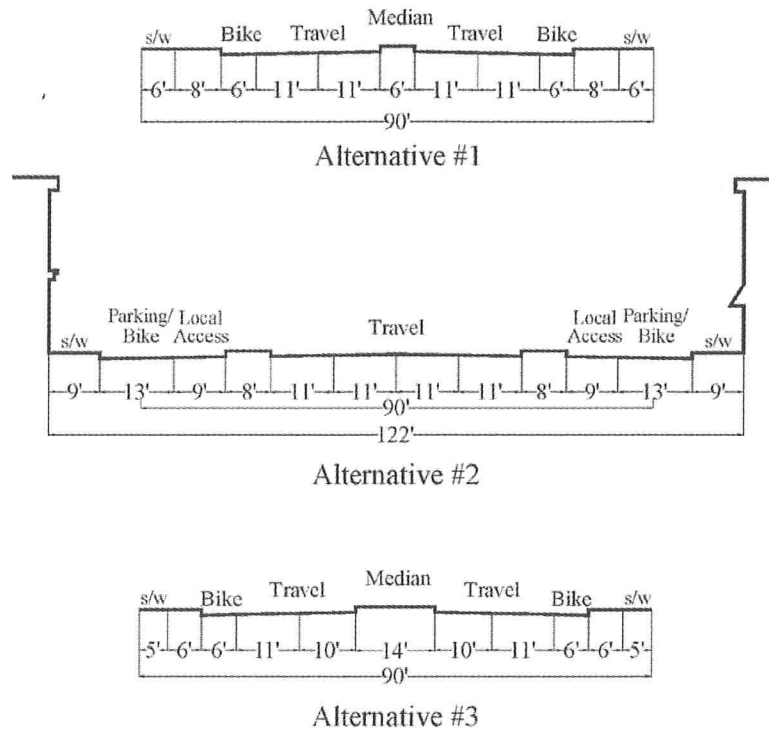 Median
s/w Bike Travel Travel Bike s/w
6' 8' 6' 11' 11' 6' 11' 11' 6' 8' 6'
90'
Alternative #1
Parking/ Local Local Parking/
Bike Access Travel Access Bike
s/w s/w
9' 13' 9' 8' 11' 11' 11' 11' 8' 9' 13' 9'
90'
122'
Alternative #2
Median
s/w Bike Travel Travel Bike s/w
5' 6' 6' 11' 10' 14' 10' 11' 6' 6' 5'
90'
Alternative #3